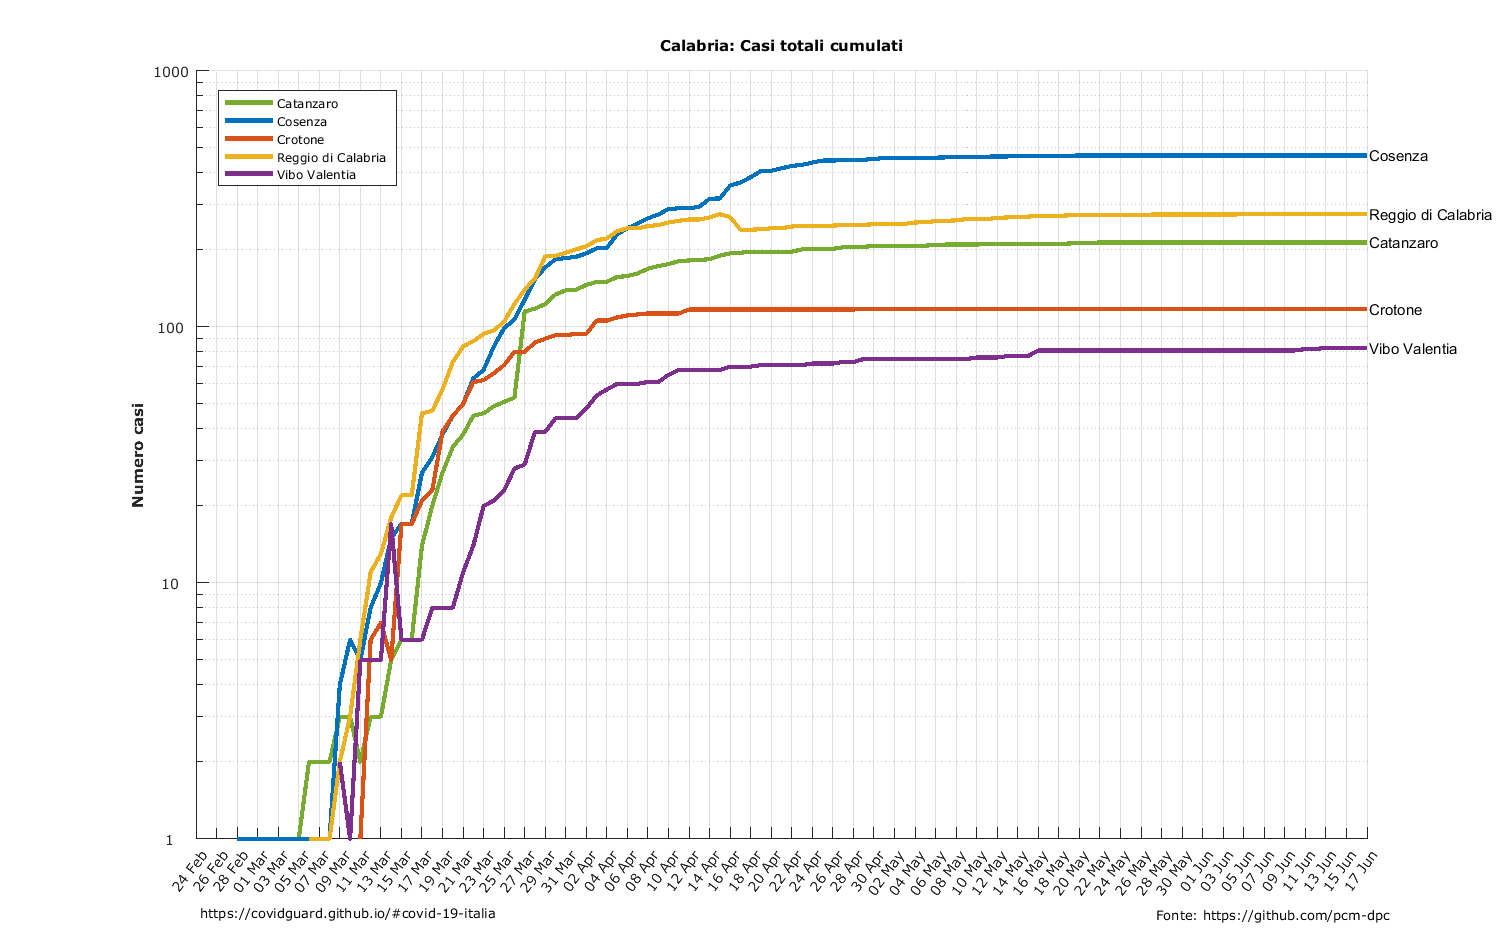 Calabria: Casi totali cumulati
1000
100
10
1
Numero casi
Catanzaro
Cosenza
Crotone
Reggio di Calabria
Vibo Valentia
Cosenza
Reggio di Calabria
Catanzaro
Crotone
Vibo Valentia
24 Feb
26 Feb
28 Feb
01 Mar
03 Mar
05 Mar
07 Mar
09 Mar
11 Mar
13 Mar
15 Mar
17 Mar
19 Mar
21 Mar
23 Mar
25 Mar
27 Mar
29 Mar
31 Mar
02 Apr
04 Apr
06 Apr
08 Apr
10 Apr
12 Apr
14 Apr
16 Apr
18 Apr
20 Apr
22 Apr
24 Apr
26 Apr
28 Apr
30 Apr
02 May
04 May
06 May
08 May
10 May
12 May
14 May
16 May
18 May
20 May
22 May
24 May
26 May
28 May
30 May
01 Jun
03 Jun
05 Jun
07 Jun
09 Jun
11 Jun
13 Jun
15 Jun
17 Jun
https://covidguard.github.io/#covid-19-italia
Fonte: https://github.com/pcm-dpc